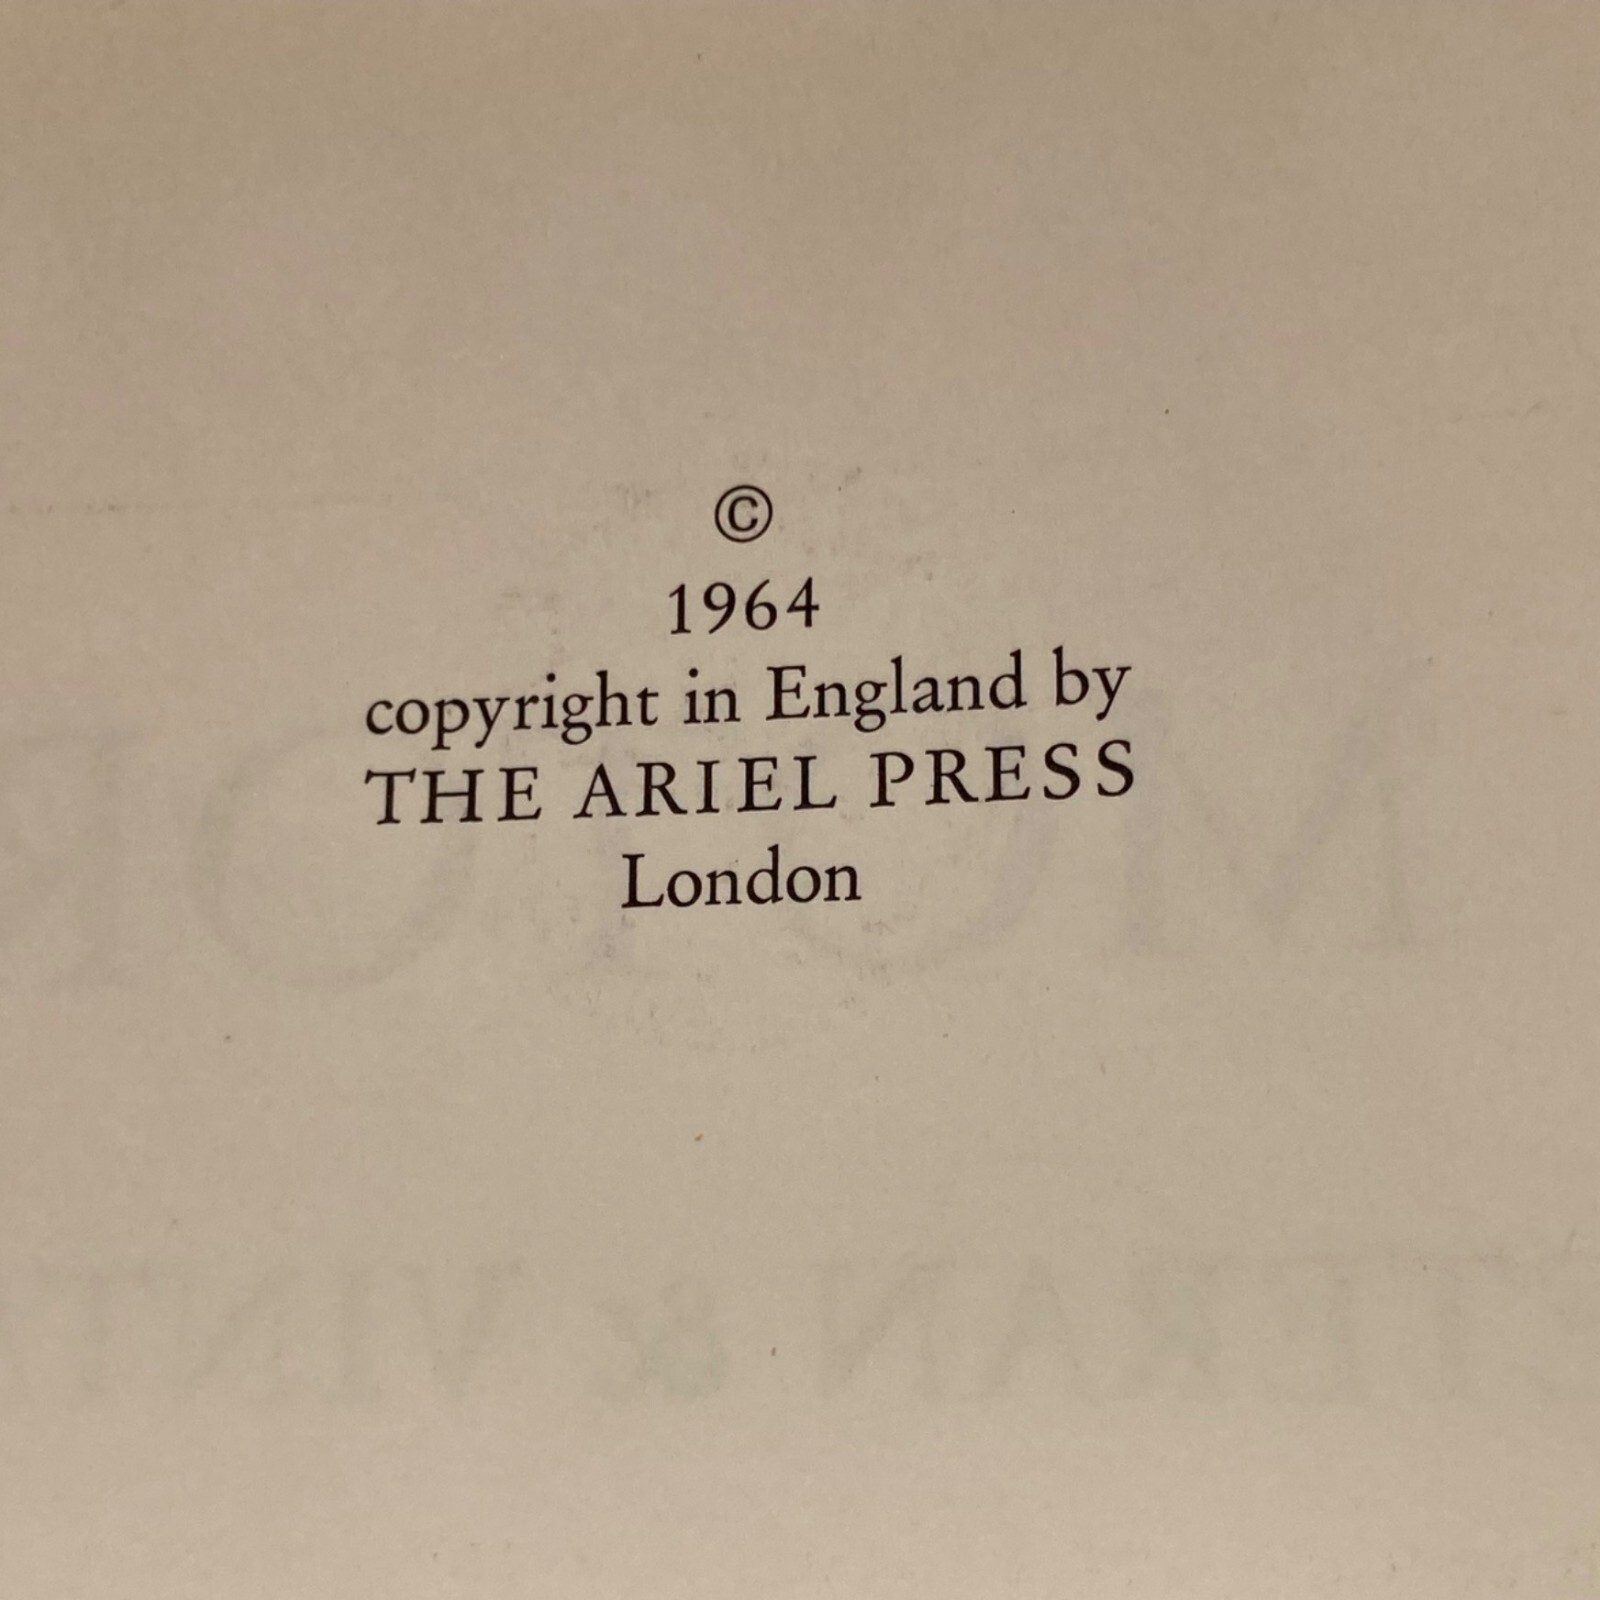 ©
1964
copyright in England by
THE ARIEL PRESS
London